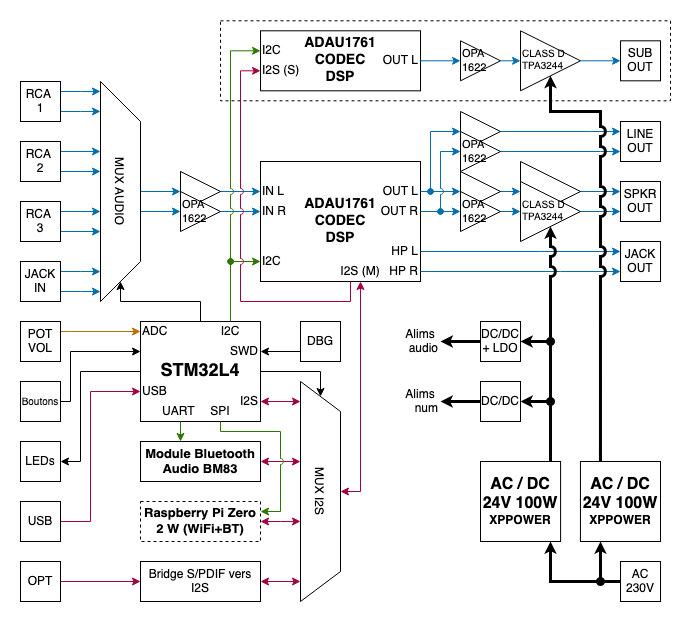 I2C
I2S (S)
ADAU1761
CODEC
DSP
OUT L
OPA
1622
CLASS D
TPA3244
SUB
OUT
RCA
1
RCA
2
RCA
3
JACK
IN
MUX AUDIO
OPA
1622
IN L
IN R
I2C
ADAU1761
CODEC
DSP
OUT L
OUT R
HP L
HP R
I2S (M)
OPA
1622
OPA
1622
CLASS D
TPA3244
LINE
OUT
SPKR
OUT
JACK
OUT
POT
VOL
Boutons
LEDs
USB
OPT
ADC
I2C
SWD
STM32L4
USB
I2S
UART
SPI
DBG
Module Bluetooth
Audio BM83
Raspberry Pi Zero
2 W (WiFi+BT)
Bridge S/PDIF vers
I2S
MUX I2S
Alims
audio
DC/DC
+ LDO
Alims
num
DC/DC
AC / DC
24V 100W
XPPOWER
AC / DC
24V 100W
XPPOWER
AC
230V